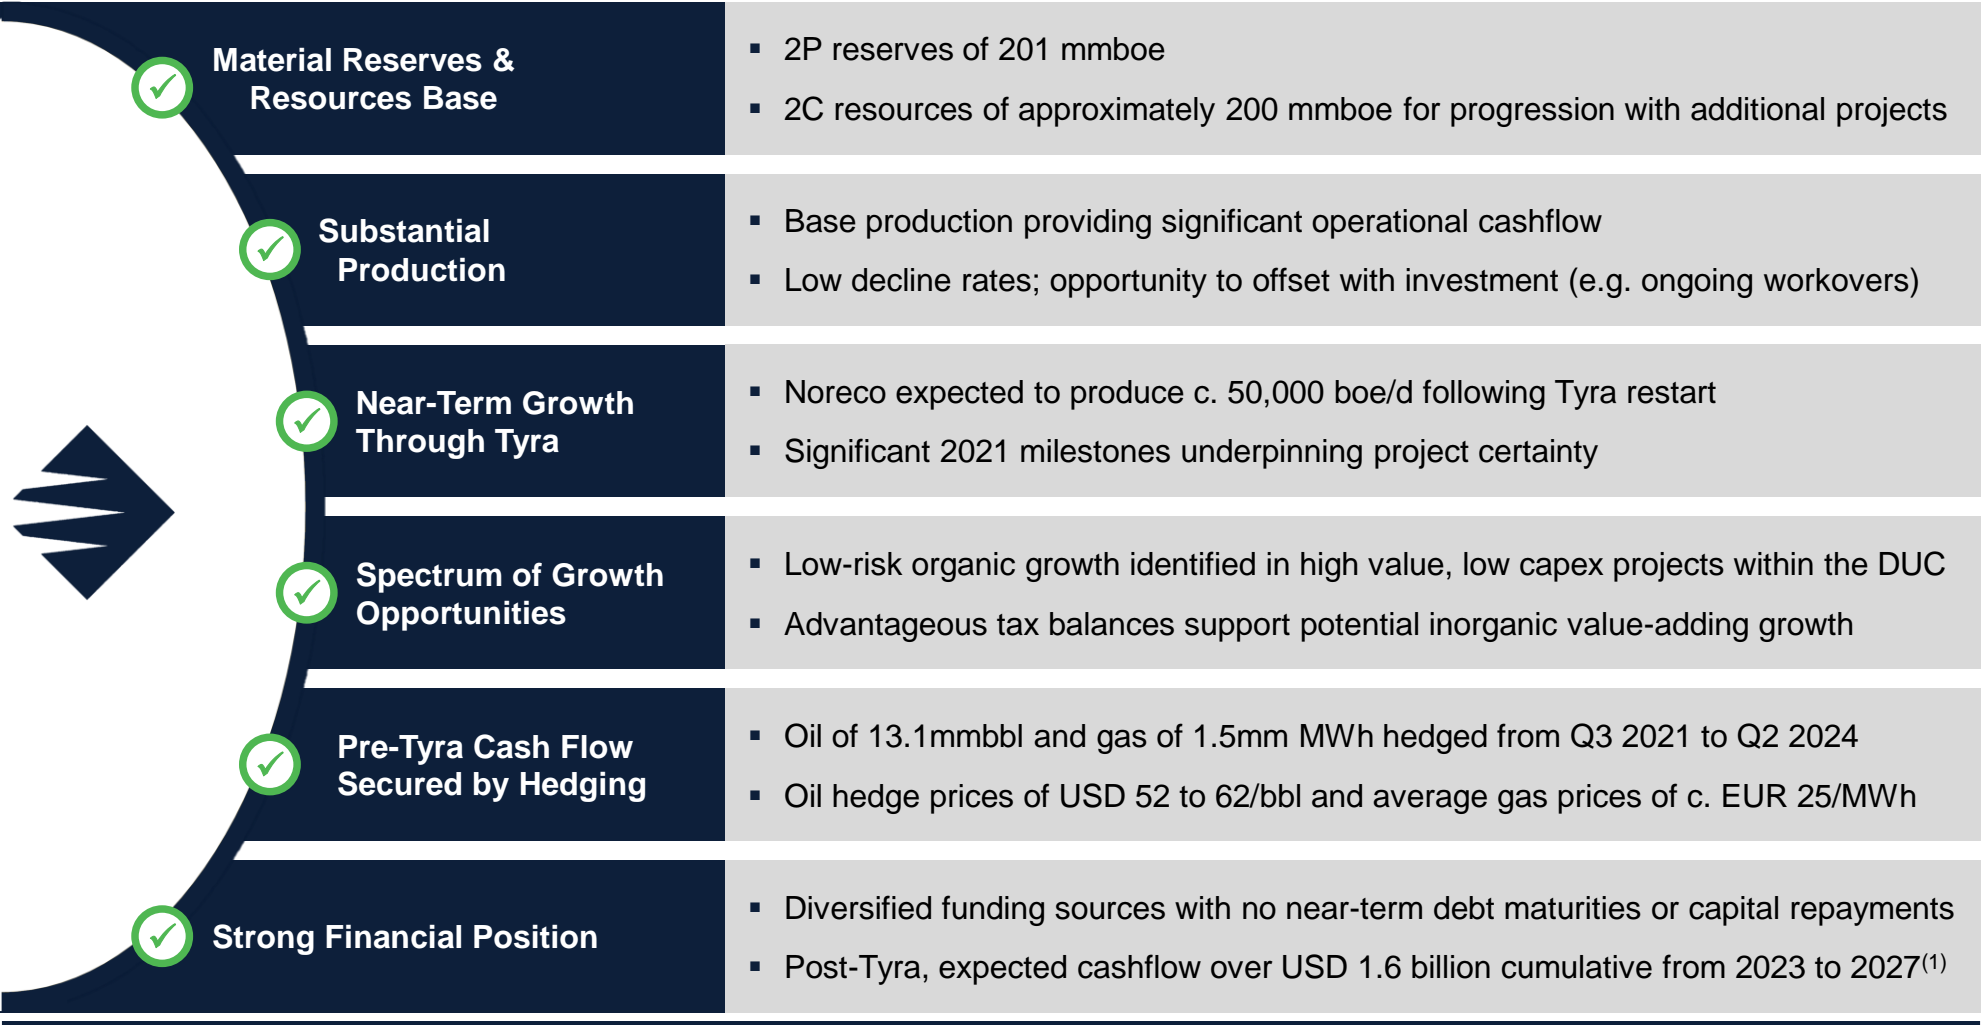 Material Reserves &
Resources Base
▪ 2P reserves of 201 mmboe
▪ 2C resources of approximately 200 mmboe for progression with additional projects
Substantial
Production
▪ Base production providing significant operational cashflow
▪ Low decline rates; opportunity to offset with investment (e.g. ongoing workovers)
Near-Term Growth
Through Tyra
▪ Noreco expected to produce c. 50,000 boe/d following Tyra restart
▪ Significant 2021 milestones underpinning project certainty
Spectrum of Growth
Opportunities
▪ Low-risk organic growth identified in high value, low capex projects within the DUC
▪ Advantageous tax balances support potential inorganic value-adding growth
Pre-Tyra Cash Flow
Secured by Hedging
▪ Oil of 13.1mmbbl and gas of 1.5mm MWh hedged from Q3 2021 to Q2 2024
▪ Oil hedge prices of USD 52 to 62/bbl and average gas prices of c. EUR 25/MWh
Strong Financial Position
▪ Diversified funding sources with no near-term debt maturities or capital repayments
▪ Post-Tyra, expected cashflow over USD 1.6 billion cumulative from 2023 to 2027(1)